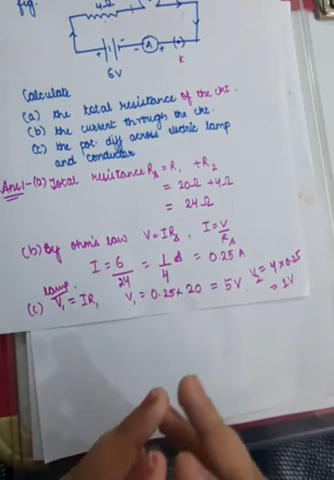 fig.
4Ω
+ - A + (·)
6V K
Calculate
(a) the total resistance of the ckt.
(b) the current through the ckt.
(c) the pot. diff across electric lamp
and conductor
Ans:-(a) Total resistance Rs = R1 + R2
= 20Ω + 4Ω
= 24Ω
(b) By ohm's law V = IRs, I = V/Rs
I = 6/24 = 1/4 A = 0.25 A
(c) lamp V1 = IR1 V1 = 0.25 × 20 = 5V V2 = 4 × 0.25
= 1V